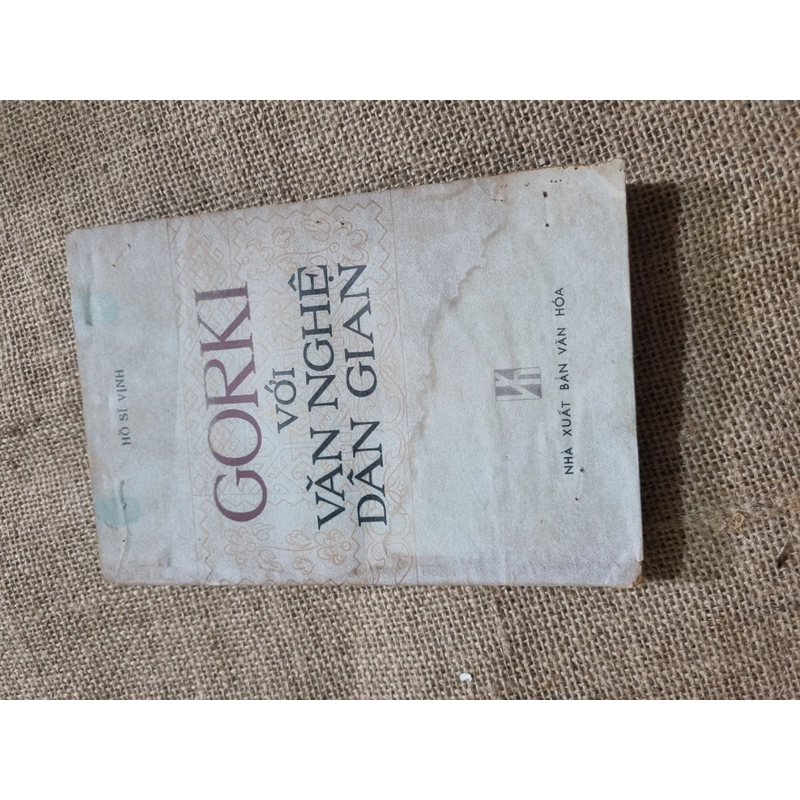 HỒ SĨ VỊNH
GORKI
VỚI
VĂN NGHỆ
DÂN GIAN
NHÀ XUẤT BẢN VĂN HÓA